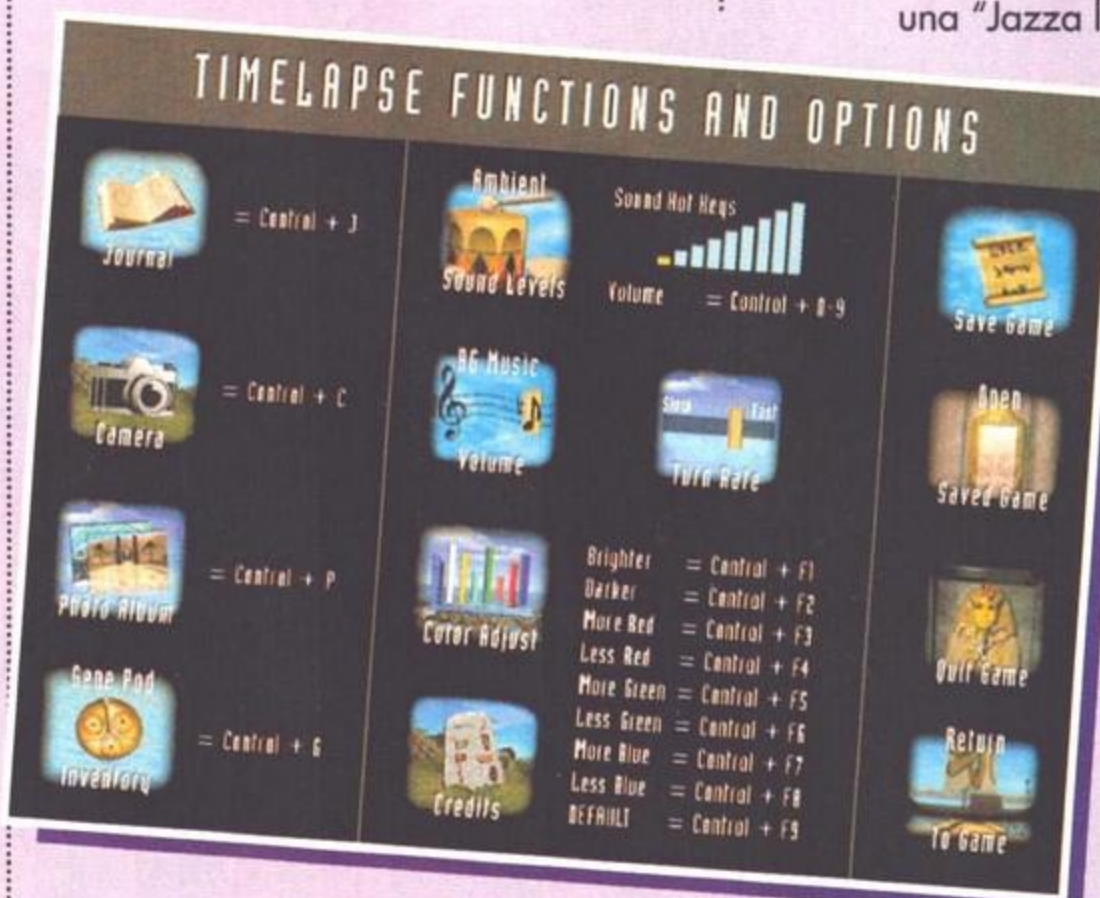 una "Jazza
TIMELAPSE FUNCTIONS AND OPTIONS
Journal = Control + J
Camera = Control + C
Photo Album = Control + P
Gene Pod
Inventory = Control + G
Ambient
Sound Levels
Sound Hot Keys
Volume = Control + 0-9
BG Music
Volume
Slow Fast
Turn Rate
Color Adjust
Brighter = Control + F1
Darker = Control + F2
More Red = Control + F3
Less Red = Control + F4
More Green = Control + F5
Less Green = Control + F6
More Blue = Control + F7
Less Blue = Control + F8
DEFAULT = Control + F9
Credits
Save Game
Open
Saved Game
Quit Game
Return
To Game